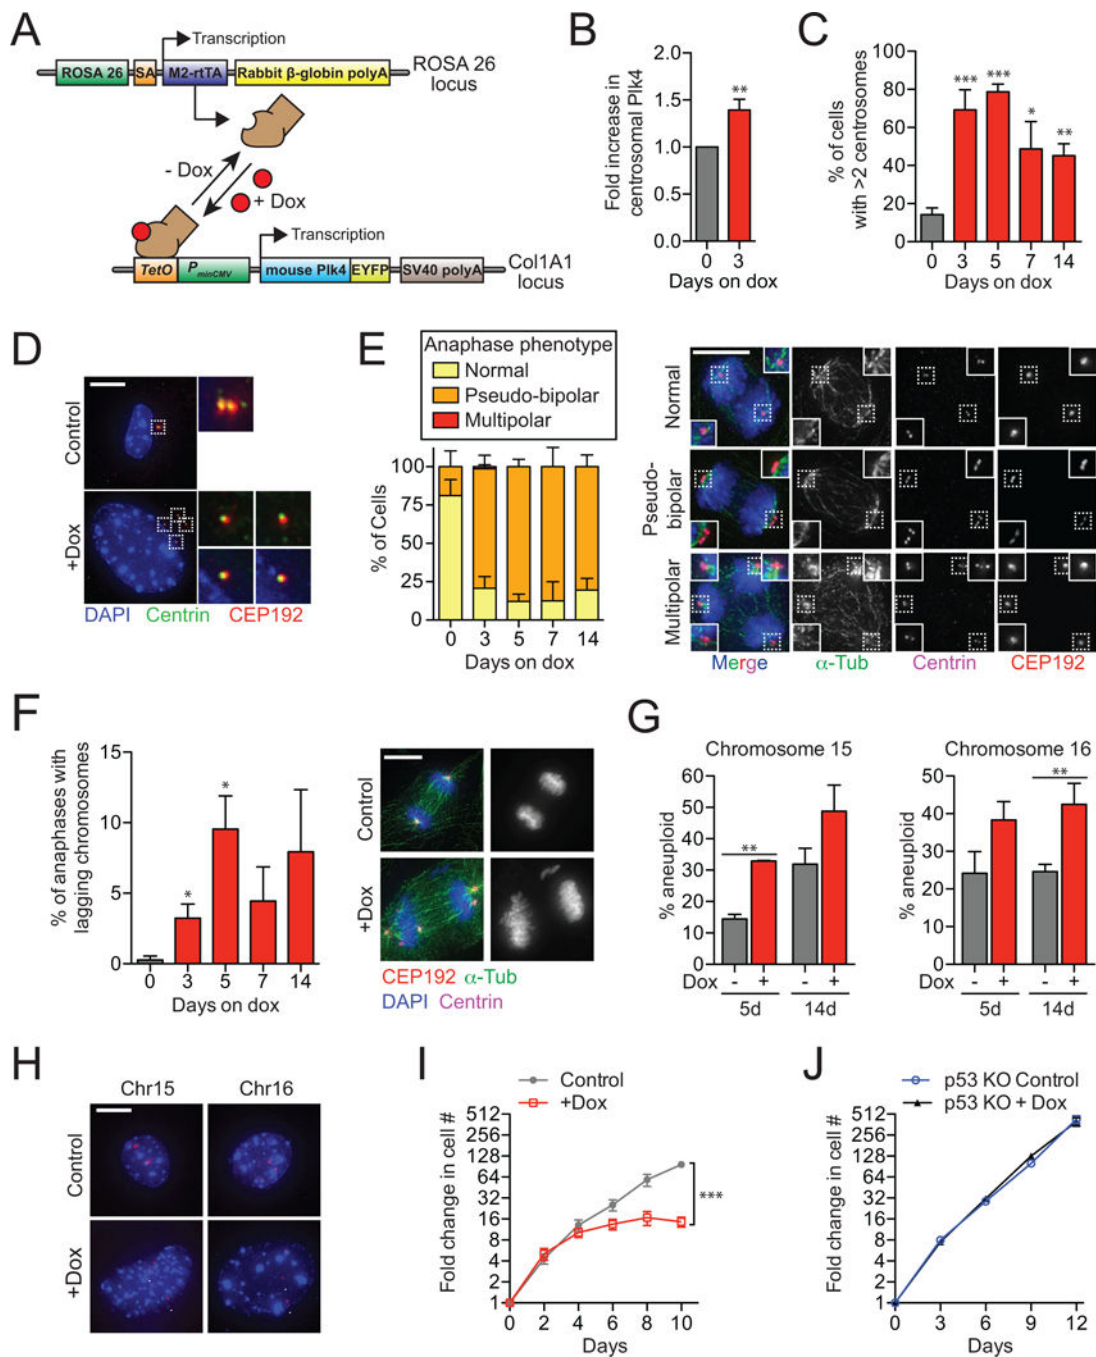 A
Transcription
ROSA 26 SA M2-rtTA Rabbit β-globin polyA
ROSA 26
locus
- Dox
+ Dox
Transcription
TetO PminCMV mouse Plk4 EYFP SV40 polyA
Col1A1
locus
B
Fold increase in
centrosomal Plk4
2.0
1.5
1.0
0.5
0.0
**
0 3
Days on dox
C
% of cells
with >2 centrosomes
100
80
60
40
20
0
*** *** * **
0 3 5 7 14
Days on dox
D
Control
+Dox
DAPI Centrin CEP192
E
Anaphase phenotype
Normal
Pseudo-bipolar
Multipolar
% of Cells
100
75
50
25
0
0 3 5 7 14
Days on dox
Normal
Pseudo-
bipolar
Multipolar
Merge α-Tub Centrin CEP192
F
% of anaphases with
lagging chromosomes
15
10
5
0
* *
0 3 5 7 14
Days on dox
Control
+Dox
CEP192 α-Tub
DAPI Centrin
G
Chromosome 15
% aneuploid
60
50
40
30
20
10
0
**
Dox - + - +
5d 14d
Chromosome 16
% aneuploid
50
40
30
20
10
0
**
Dox - + - +
5d 14d
H
Chr15 Chr16
Control
+Dox
I
Control
+Dox
Fold change in cell #
512
256
128
64
32
16
8
4
2
1
***
0 2 4 6 8 10
Days
J
p53 KO Control
p53 KO + Dox
Fold change in cell #
512
256
128
64
32
16
8
4
2
1
0 3 6 9 12
Days